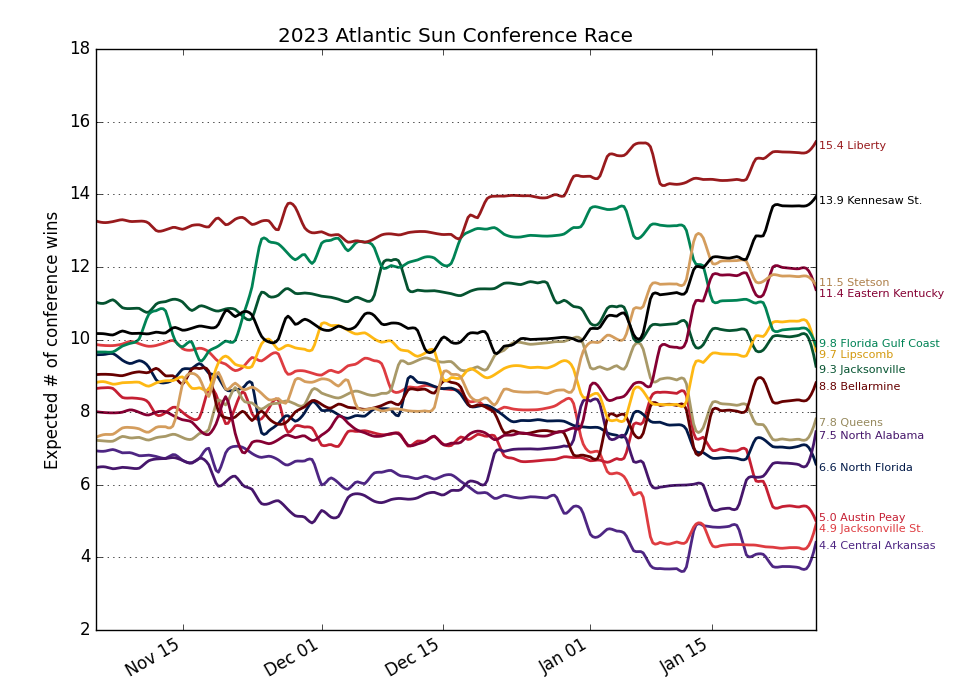 2023 Atlantic Sun Conference Race
Expected # of conference wins
18
16
14
12
10
8
6
4
2
Nov 15
Dec 01
Dec 15
Jan 01
Jan 15
15.4 Liberty
13.9 Kennesaw St.
11.5 Stetson
11.4 Eastern Kentucky
9.8 Florida Gulf Coast
9.7 Lipscomb
9.3 Jacksonville
8.8 Bellarmine
7.8 Queens
7.5 North Alabama
6.6 North Florida
5.0 Austin Peay
4.9 Jacksonville St.
4.4 Central Arkansas